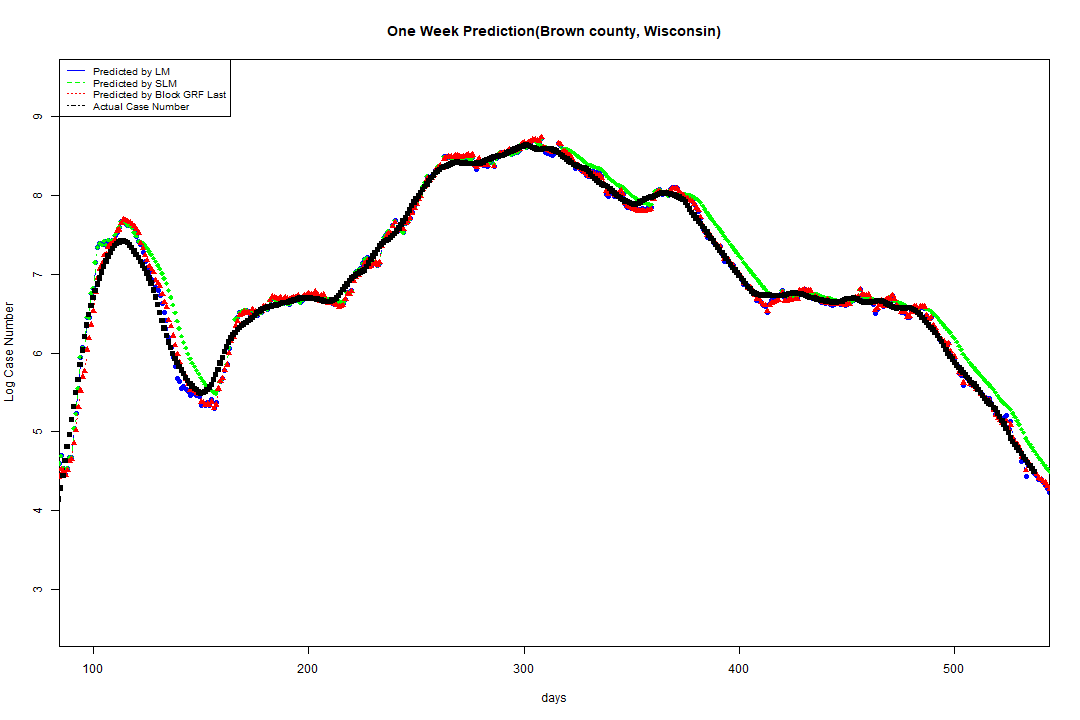 One Week Prediction(Brown county, Wisconsin)
Predicted by LM
Predicted by SLM
Predicted by Block GRF Last
Actual Case Number
Log Case Number
9
8
7
6
5
4
3
100 200 300 400 500
days